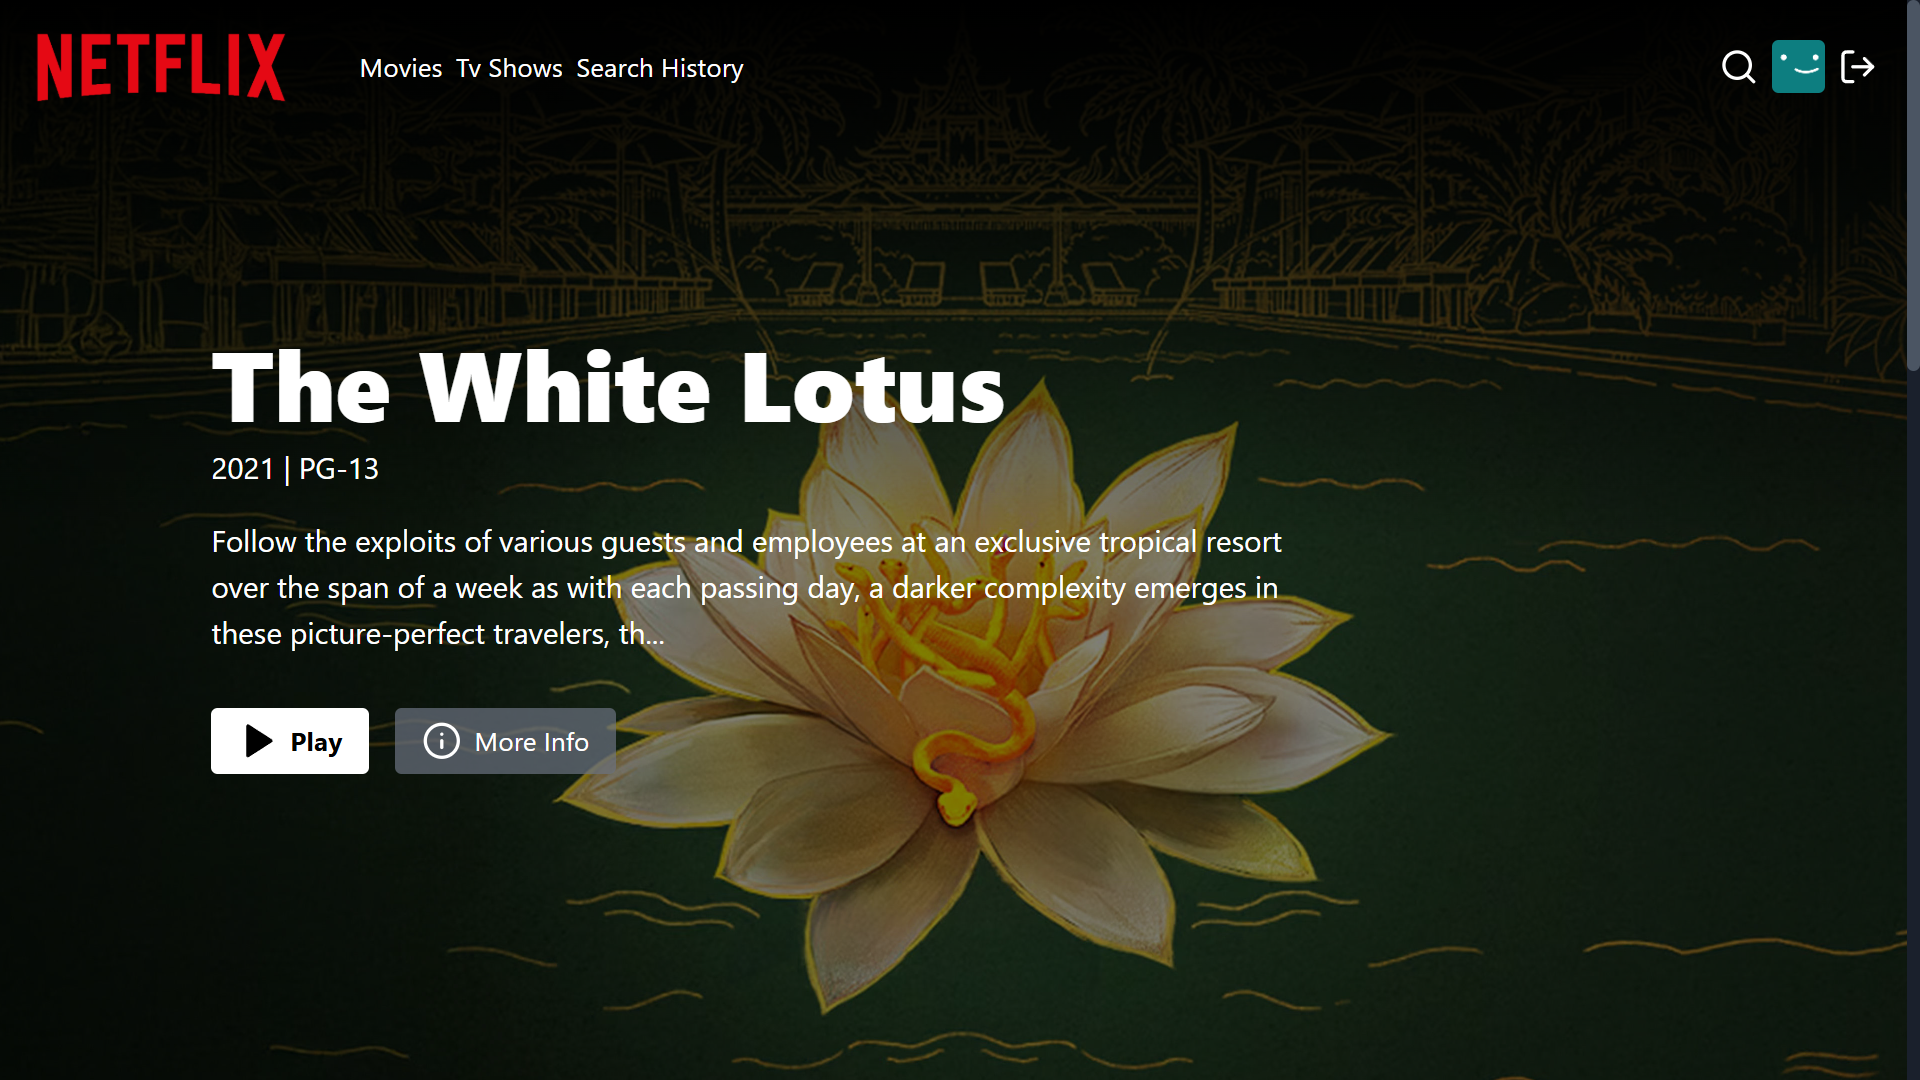 NETFLIX
Movies Tv Shows Search History
The White Lotus
2021 | PG-13
Follow the exploits of various guests and employees at an exclusive tropical resort
over the span of a week as with each passing day, a darker complexity emerges in
these picture-perfect travelers, th...
Play More Info